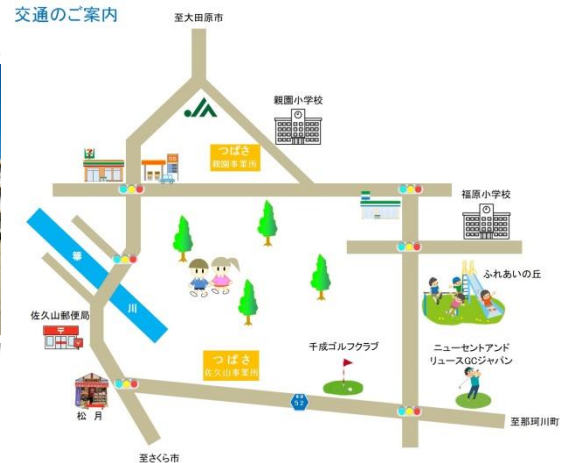 交通のご案内
至大田原市
親園小学校
JA
つばさ
親園事業所
7
SS
福原小学校
箒
川
ふれあいの丘
佐久山郵便局
〒
つばさ
佐久山事業所
千成ゴルフクラブ
ニューセントアンド
リュースGCジャパン
松月
52
至那珂川町
至さくら市